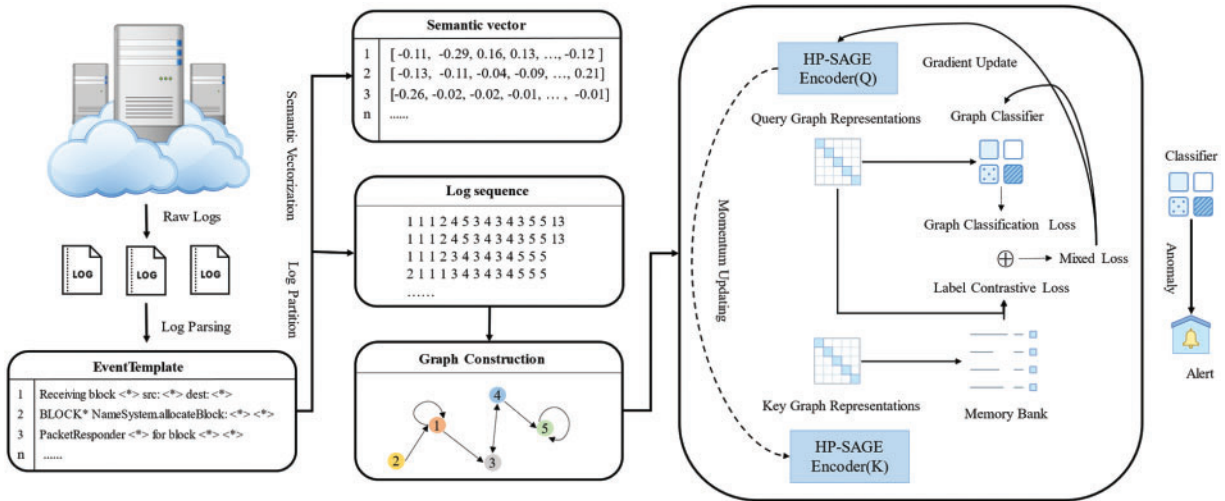 Raw Logs
LOG
LOG
LOG
Log Parsing
EventTemplate
1 Receiving block <*> src: <*> dest: <*>
2 BLOCK* NameSystem.allocateBlock: <*> <*>
3 PacketResponder <*> for block <*> <*>
n ......
Semantic Vectorization
Log Partition
Semantic vector
1 [ -0.11, -0.29, 0.16, 0.13, ..., -0.12 ]
2 [ -0.13, -0.11, -0.04, -0.09, ..., 0.21]
3 [-0.26, -0.02, -0.02, -0.01, ... , -0.01]
n ......
Log sequence
1 1 1 2 4 5 3 4 3 4 3 5 5 13
1 1 1 2 4 5 3 4 3 4 3 5 5 13
1 1 1 2 3 4 3 4 3 4 5 5 5
2 1 1 1 3 4 3 4 3 4 5 5 5
......
Graph Construction
4
1
5
2
3
HP-SAGE
Encoder(Q)
Gradient Update
Query Graph Representations
Graph Classifier
Graph Classification Loss
Momentum Updating
Mixed Loss
Label Contrastive Loss
Key Graph Representations
Memory Bank
HP-SAGE
Encoder(K)
Classifier
Anomaly
Alert